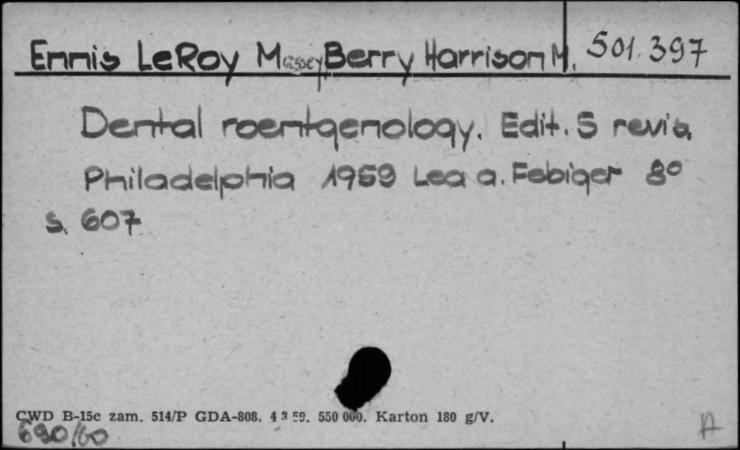 Ennis LeRoy M Massey Berry Harrison M. 501.397
Dental roentgenology. Edit. 5 revis.
Philadelphia 1959 Lea a. Febiger 8°
s. 607
CWD B-15c zam. 514/P GDA-808. 4 3 59. 550 000. Karton 180 g/V.
690/60
A